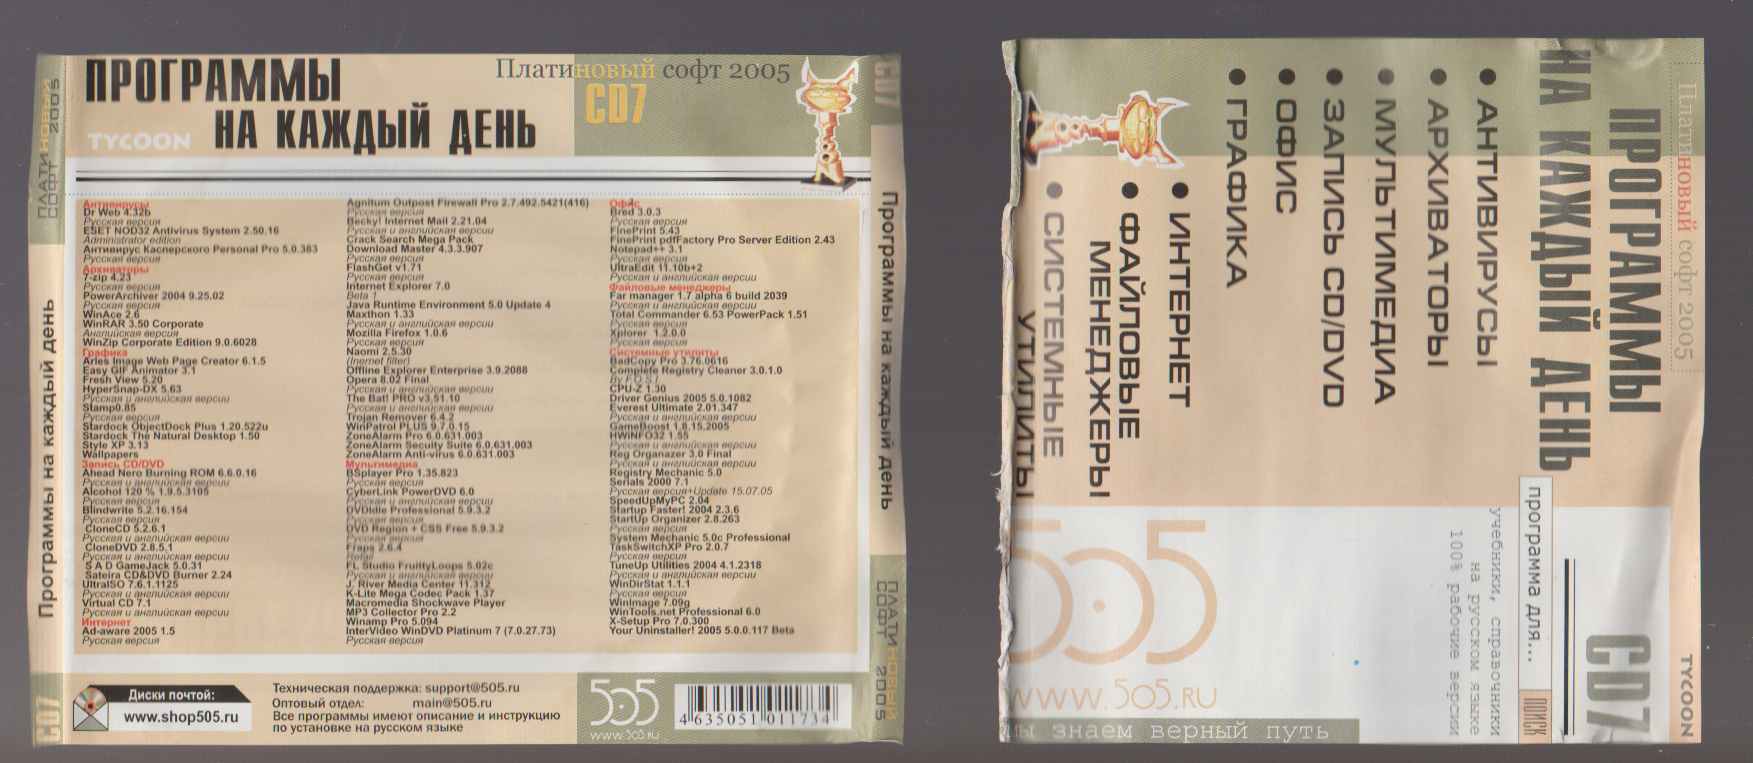 ПРОГРАММЫ
НА КАЖДЫЙ ДЕНЬ
TYCOON
Платиновый софт 2005
CD7
TYCOON
ПЛАТИНОВЫЙ
СОФТ 2005
Программы на каждый день
CD7
Антивирусы
Dr Web 4.32b
Русская версия
ESET NOD32 Antivirus System 2.50.16
Administrator edition
Антивирус Касперского Personal Pro 5.0.383
Русская версия
Архиваторы
7-zip 4.23
Русская версия
PowerArchiver 2004 9.25.02
Русская версия
WinAce 2.6
WinRAR 3.50 Corporate
Английская версия
WinZip Corporate Edition 9.0.6028
Графика
Arles Image Web Page Creator 6.1.5
Easy GIF Animator 3.1
Fresh View 5.20
HyperSnap-DX 5.63
Русская и английская версии
Stamp0.85
Русская версия
Stardock ObjectDock Plus 1.20.522u
Stardock The Natural Desktop 1.50
Style XP 3.13
Wallpapers
Запись CD/DVD
Ahead Nero Burning ROM 6.6.0.16
Русская и английская версии
Alcohol 120 % 1.9.5.3105
Русская версия
Blindwrite 5.2.16.154
Русская версия
CloneCD 5.2.6.1
Русская и английская версии
CloneDVD 2.8.5.1
Русская и английская версии
S A D GameJack 5.0.31
Sateira CD&DVD Burner 2.24
UltraISO 7.6.1.1125
Русская и английская версии
Virtual CD 7.1
Русская и английская версии
Интернет
Ad-aware 2005 1.5
Русская версия
Agnitum Outpost Firewall Pro 2.7.492.5421(416)
Русская версия
Becky! Internet Mail 2.21.04
Русская и английская версии
Crack Search Mega Pack
Download Master 4.3.3.907
Русская версия
FlashGet v1.71
Русская версия
Internet Explorer 7.0
Beta 1
Java Runtime Environment 5.0 Update 4
Maxthon 1.33
Русская и английская версии
Mozilla Firefox 1.0.6
Русская версия
Naomi 2.5.30
(Inernet filter)
Offline Explorer Enterprise 3.9.2088
Opera 8.02 Final
Русская и английская версии
The Bat! PRO v3.51.10
Русская и английская версии
Trojan Remover 6.4.2
WinPatrol PLUS 9.7.0.15
ZoneAlarm Pro 6.0.631.003
ZoneAlarm Secuity Suite 6.0.631.003
ZoneAlarm Anti-virus 6.0.631.003
Мультимедиа
BSplayer Pro 1.35.823
Русская версия
CyberLink PowerDVD 6.0
Русская и английская версии
DVDIdle Professional 5.9.3.2
Русская версия
DVD Region + CSS Free 5.9.3.2
Русская версия
Fraps 2.6.4
Retail
FL Studio FruityLoops 5.02c
Русская и английская версии
J. River Media Center 11.312
K-Lite Mega Codec Pack 1.37
Macromedia Shockwave Player
MP3 Collector Pro 2.2
Winamp Pro 5.094
InterVideo WinDVD Platinum 7 (7.0.27.73)
Русская версия
Офис
Bred 3.0.3
Русская версия
FinePrint 5.43
FinePrint pdfFactory Pro Server Edition 2.43
Notepad++ 3.1
Русская версия
UltraEdit 11.10b+2
Русская и английская версии
Файловые менеджеры
Far manager 1.7 alpha 6 build 2039
Русская и английская версии
Total Commander 6.53 PowerPack 1.51
Русская версия
Xplorer 1.2.0.0
Русская версия
Системные утилиты
BadCopy Pro 3.76.0616
Complete Registry Cleaner 3.0.1.0
By F.O.S.I.
CPU-Z 1.30
Driver Genius 2005 5.0.1082
Everest Ultimate 2.01.347
Русская и английская версии
GameBoost 1.8.15.2005
HWINFO32 1.55
Русская и английская версии
Reg Organazer 3.0 Final
Русская и английская версии
Registry Mechanic 5.0
Serials 2000 7.1
Русская версия+Update 15.07.05
SpeedUpMyPC 2.04
Startup Faster! 2004 2.3.6
StartUp Organizer 2.8.263
Русская версия
System Mechanic 5.0c Professional
TaskSwitchXP Pro 2.0.7
Русская версия
TuneUp Utilities 2004 4.1.2318
Русская и английская версии
WinDirStat 1.1.1
Русская версия
WinImage 7.09g
WinTools.net Professional 6.0
X-Setup Pro 7.0.300
Your Uninstaller! 2005 5.0.0.117 Beta
CD7
Программы на каждый день
ПЛАТИНОВЫЙ
СОФТ 2005
Диски почтой:
www.shop505.ru
Техническая поддержка: support@505.ru
Оптовый отдел: main@505.ru
Все программы имеют описание и инструкцию
по установке на русском языке
505
www.505.RU
4 635051 011734
Платиновый софт 2005
ПРОГРАММЫ
НА КАЖДЫЙ ДЕНЬ
CD7
TYCOON
программа для...
ПОИСК
учебники, справочники
на русском языке
100% рабочие версии
• АНТИВИРУСЫ
• АРХИВАТОРЫ
• МУЛЬТИМЕДИА
• ЗАПИСЬ CD/DVD
• ОФИС
• ГРАФИКА
• ИНТЕРНЕТ
• ФАЙЛОВЫЕ
МЕНЕДЖЕРЫ
• СИСТЕМНЫЕ
УТИЛИТЫ
TYCOON
505
www.505.RU
мы знаем верный путь